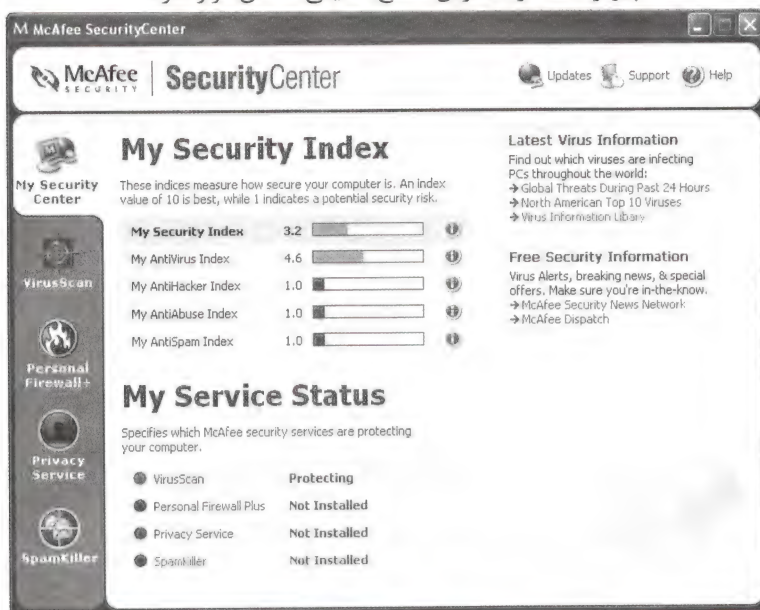 M McAfee SecurityCenter
McAfee SECURITY | SecurityCenter
Updates Support Help
My Security Center
VirusScan
Personal Firewall+
Privacy Service
SpamKiller
My Security Index
These indices measure how secure your computer is. An index
value of 10 is best, while 1 indicates a potential security risk.
My Security Index 3.2
My AntiVirus Index 4.6
My AntiHacker Index 1.0
My AntiAbuse Index 1.0
My AntiSpam Index 1.0
My Service Status
Specifies which McAfee security services are protecting
your computer.
VirusScan Protecting
Personal Firewall Plus Not Installed
Privacy Service Not Installed
SpamKiller Not Installed
Latest Virus Information
Find out which viruses are infecting
PCs throughout the world:
→ Global Threats During Past 24 Hours
→ North American Top 10 Viruses
→ Virus Information Libary
Free Security Information
Virus Alerts, breaking news, & special
offers. Make sure you're in-the-know.
→ McAfee Security News Network
→ McAfee Dispatch